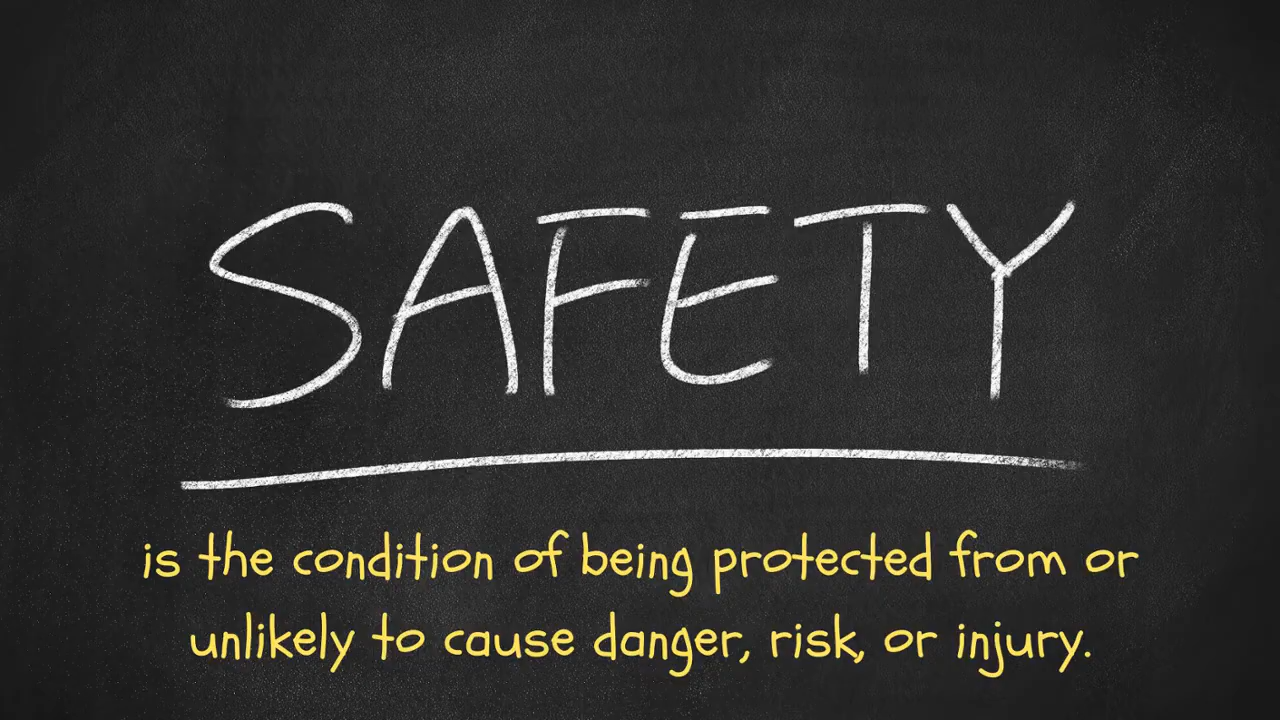 SAFETY
is the condition of being protected from or
unlikely to cause danger, risk, or injury.